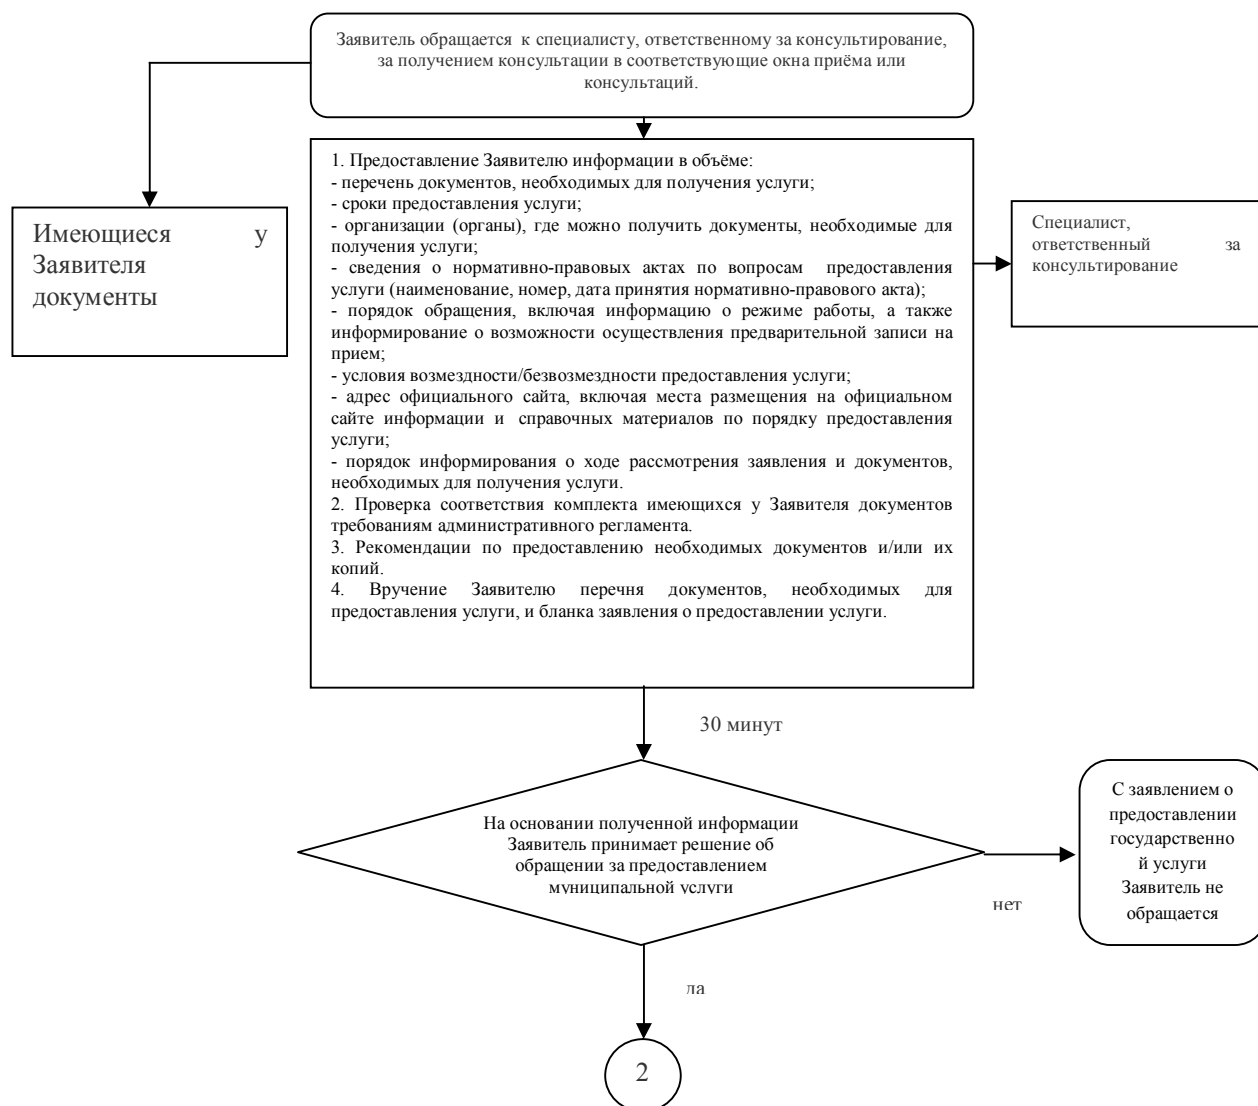 Заявитель обращается к специалисту, ответственному за консультирование,
за получением консультации в соответствующие окна приёма или
консультаций.
Имеющиеся у
Заявителя
документы
1. Предоставление Заявителю информации в объёме:
- перечень документов, необходимых для получения услуги;
- сроки предоставления услуги;
- организации (органы), где можно получить документы, необходимые для
получения услуги;
- сведения о нормативно-правовых актах по вопросам предоставления
услуги (наименование, номер, дата принятия нормативно-правового акта);
- порядок обращения, включая информацию о режиме работы, а также
информирование о возможности осуществления предварительной записи на
прием;
- условия возмездности/безвозмездности предоставления услуги;
- адрес официального сайта, включая места размещения на официальном
сайте информации и справочных материалов по порядку предоставления
услуги;
- порядок информирования о ходе рассмотрения заявления и документов,
необходимых для получения услуги.
2. Проверка соответствия комплекта имеющихся у Заявителя документов
требованиям административного регламента.
3. Рекомендации по предоставлению необходимых документов и/или их
копий.
4. Вручение Заявителю перечня документов, необходимых для
предоставления услуги, и бланка заявления о предоставлении услуги.
Специалист,
ответственный за
консультирование
30 минут
На основании полученной информации
Заявитель принимает решение об
обращении за предоставлением
муниципальной услуги
нет
С заявлением о
предоставлении
государственно
й услуги
Заявитель не
обращается
да
2